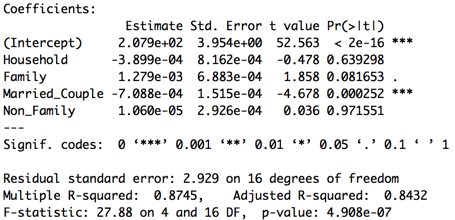 Coefficients:
Estimate Std. Error t value Pr(>|t|)
(Intercept) 2.079e+02 3.954e+00 52.563 < 2e-16 ***
Household -3.899e-04 8.162e-04 -0.478 0.639298
Family 1.279e-03 6.883e-04 1.858 0.081653 .
Married_Couple -7.088e-04 1.515e-04 -4.678 0.000252 ***
Non_Family 1.060e-05 2.926e-04 0.036 0.971551
---
Signif. codes: 0 ‘***’ 0.001 ‘**’ 0.01 ‘*’ 0.05 ‘.’ 0.1 ‘ ’ 1
Residual standard error: 2.929 on 16 degrees of freedom
Multiple R-squared: 0.8745, Adjusted R-squared: 0.8432
F-statistic: 27.88 on 4 and 16 DF, p-value: 4.908e-07